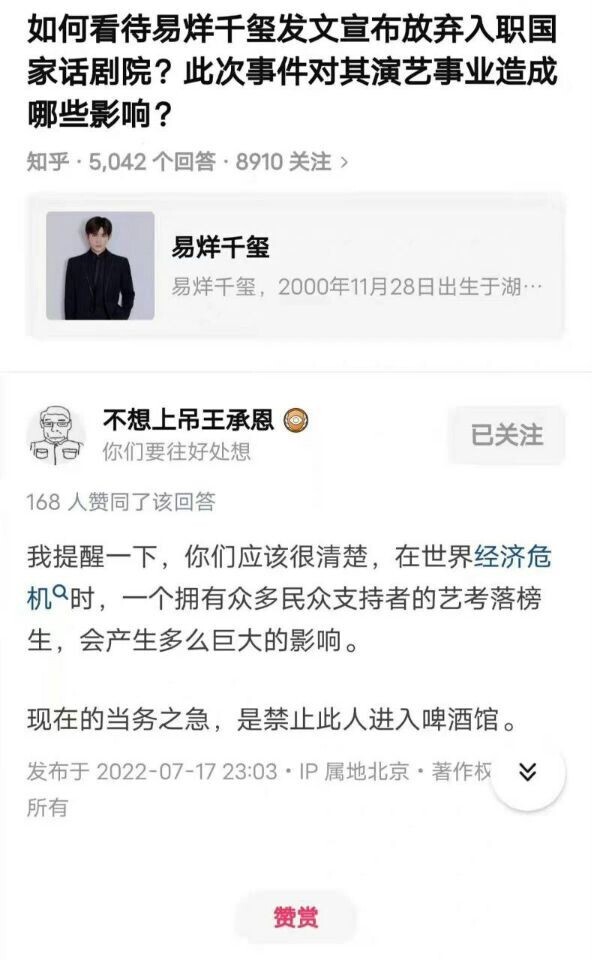 如何看待易烊千玺发文宣布放弃入职国
家话剧院？此次事件对其演艺事业造成
哪些影响？
知乎 · 5,042 个回答 · 8910 关注 >
易烊千玺
易烊千玺，2000年11月28日出生于湖…
不想上吊王承恩
你们要往好处想
已关注
168 人赞同了该回答
我提醒一下，你们应该很清楚，在世界经济危
机时，一个拥有众多民众支持者的艺考落榜
生，会产生多么巨大的影响。
现在的当务之急，是禁止此人进入啤酒馆。
发布于 2022-07-17 23:03 · IP 属地北京 · 著作权
所有
赞赏